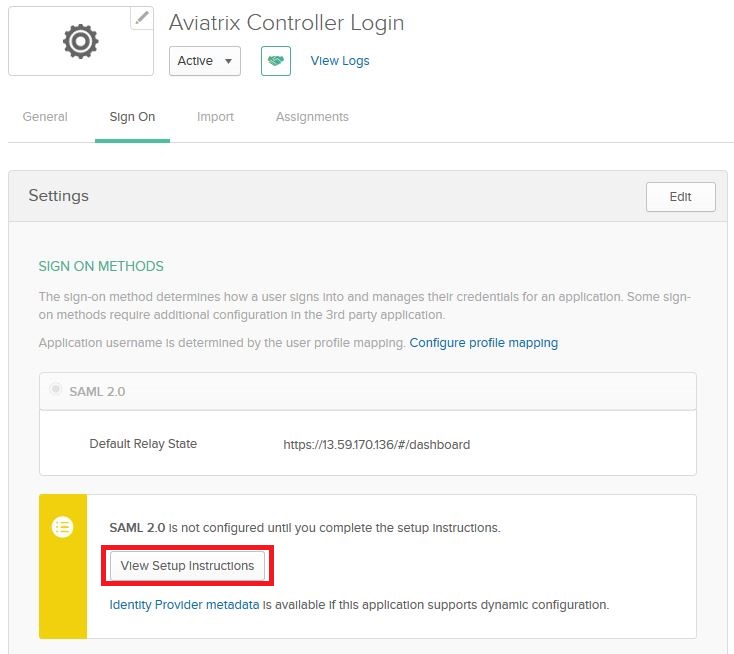 Aviatrix Controller Login
Active
View Logs
General
Sign On
Import
Assignments
Settings
Edit
SIGN ON METHODS
The sign-on method determines how a user signs into and manages their credentials for an application. Some sign-
on methods require additional configuration in the 3rd party application.
Application username is determined by the user profile mapping. Configure profile mapping
SAML 2.0
Default Relay State https://13.59.170.136/#/dashboard
SAML 2.0 is not configured until you complete the setup instructions.
View Setup Instructions
Identity Provider metadata is available if this application supports dynamic configuration.